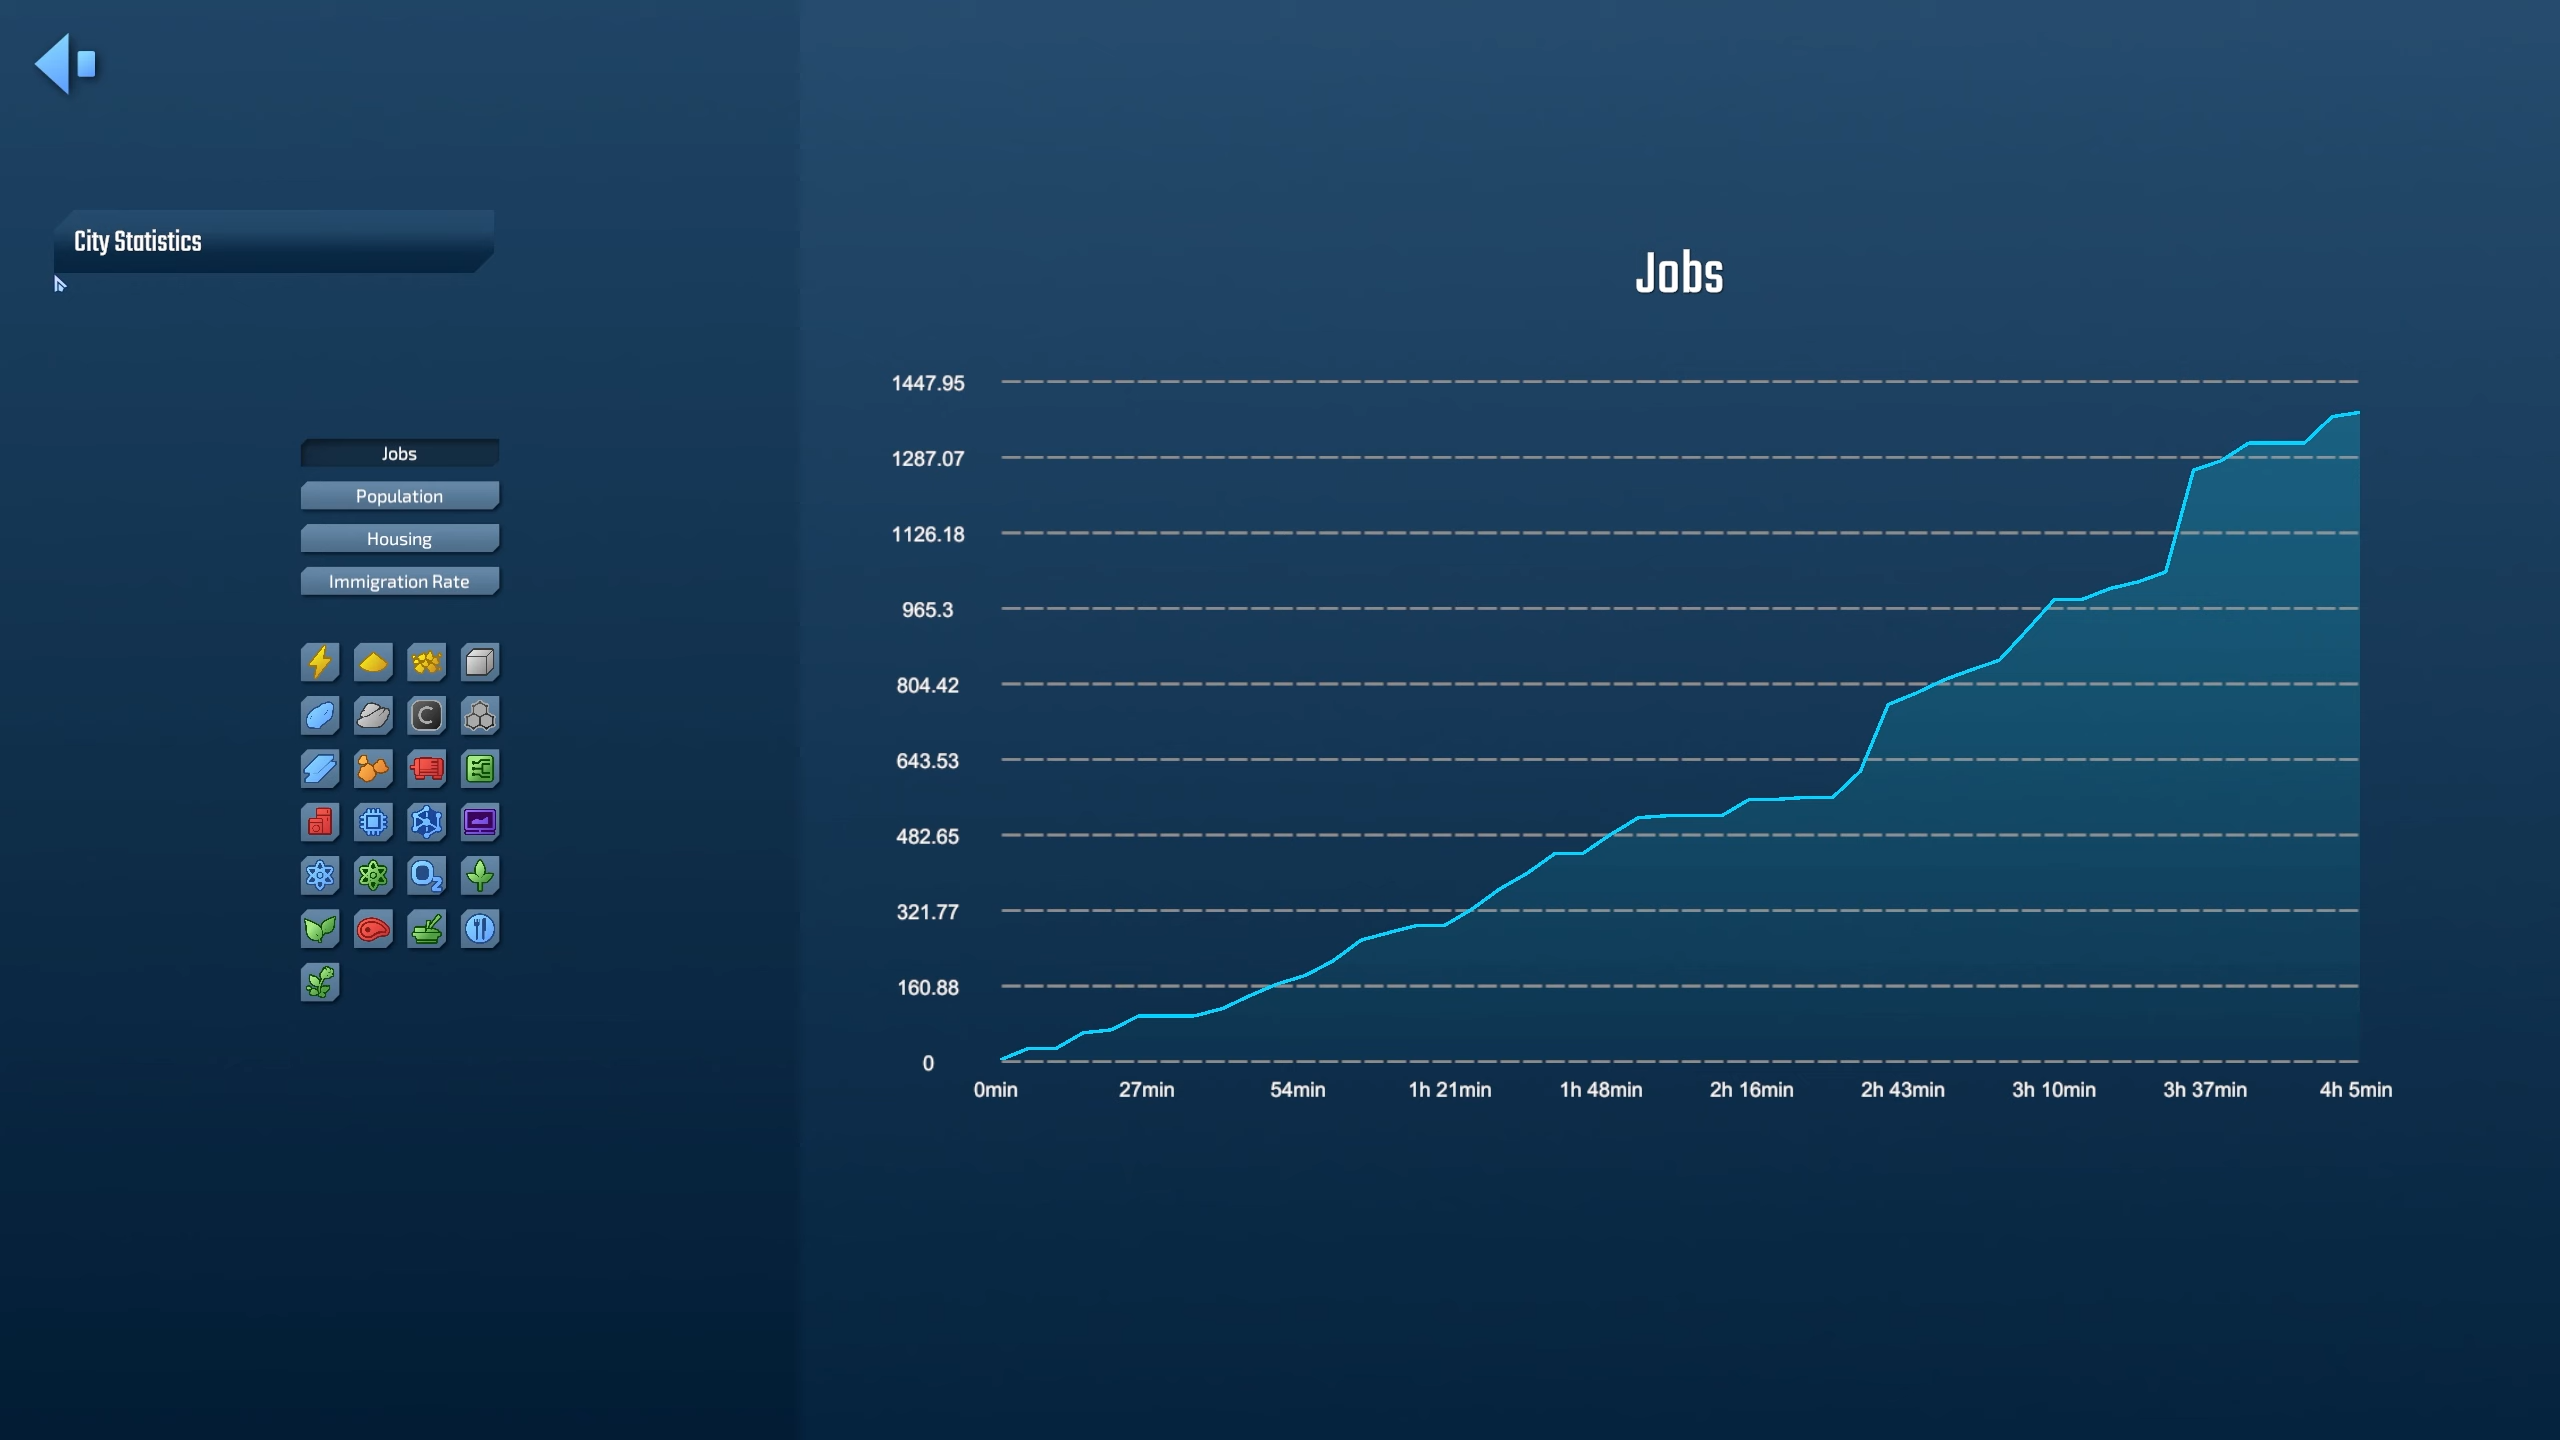 City Statistics
Jobs
Population
Housing
Immigration Rate
C
O2
Jobs
1447.95
1287.07
1126.18
965.3
804.42
643.53
482.65
321.77
160.88
0
0min 27min 54min 1h 21min 1h 48min 2h 16min 2h 43min 3h 10min 3h 37min 4h 5min